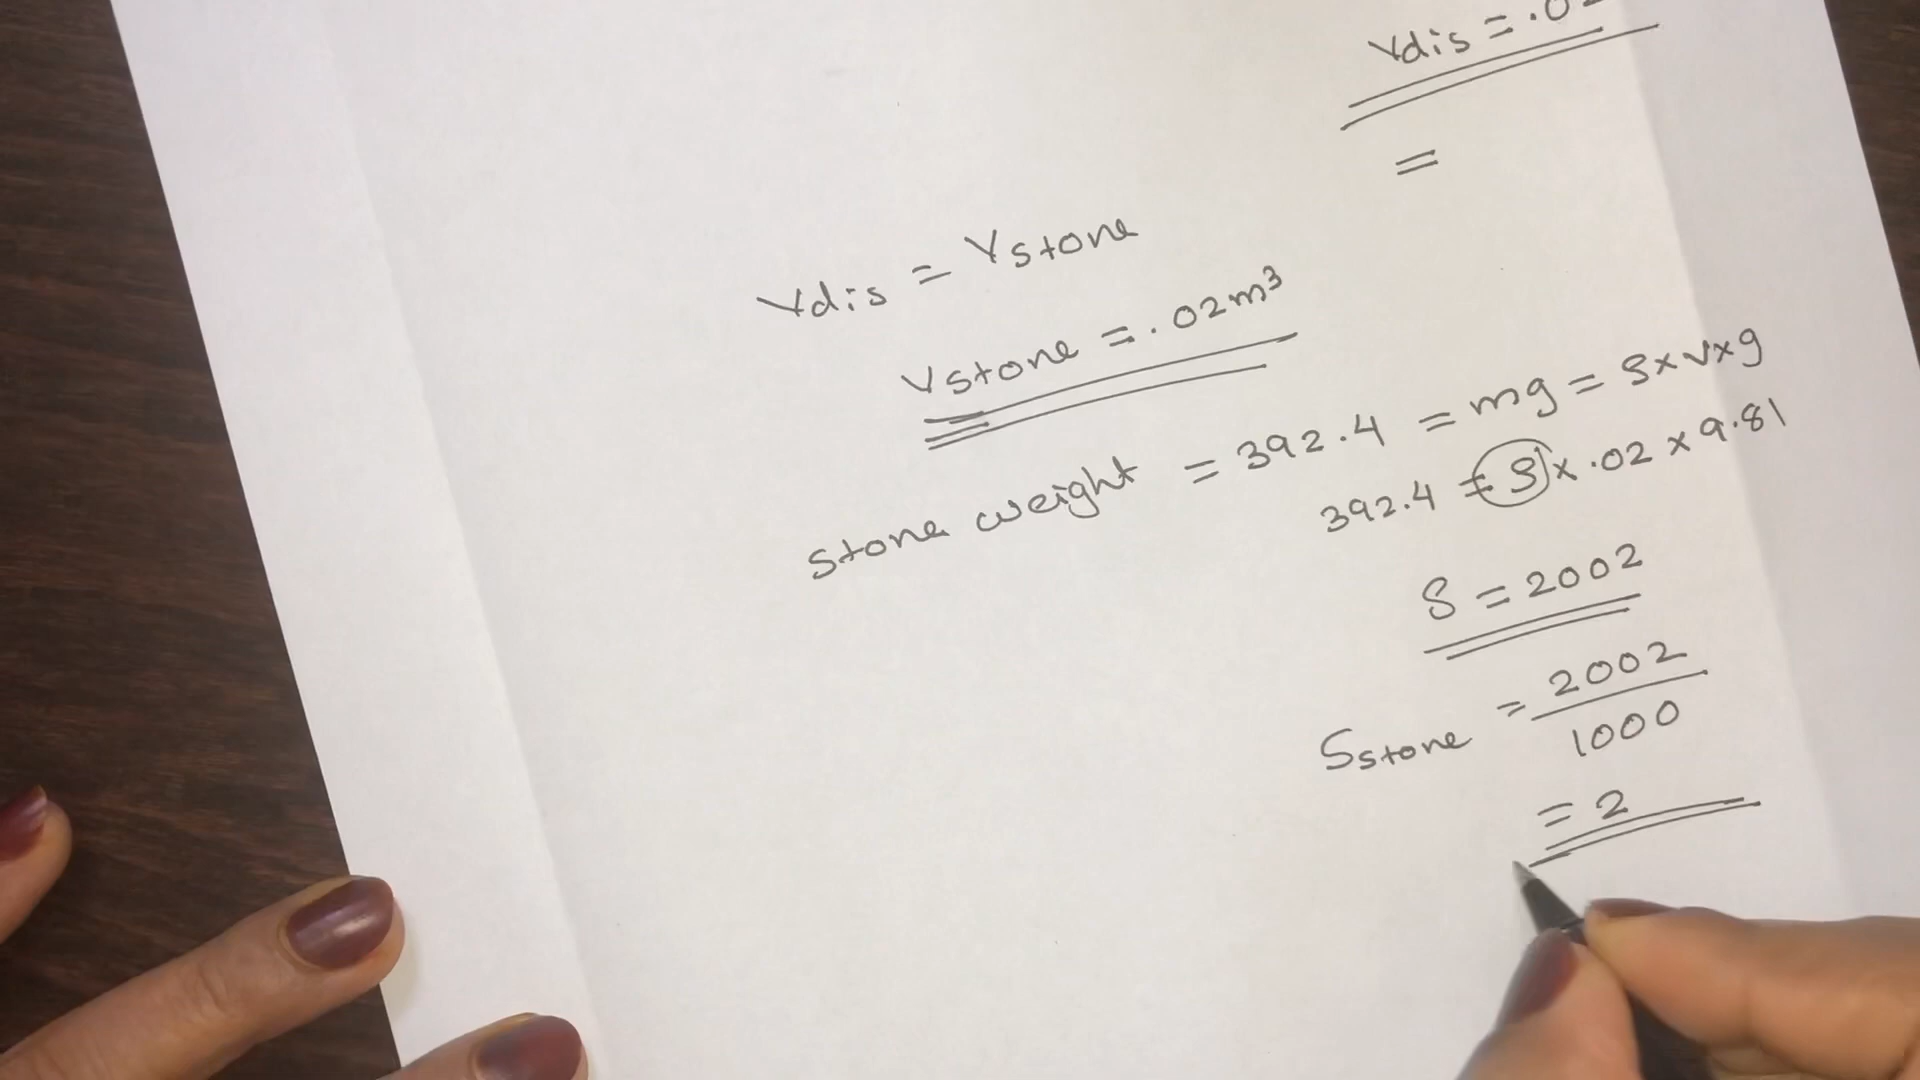 Vdis = .02
=
Vdis = Vstone
Vstone = .02m³
stone weight = 392.4 = mg = S×V×g
392.4 = S × .02 × 9.81
S = 2002
Sstone = 2002/1000
= 2